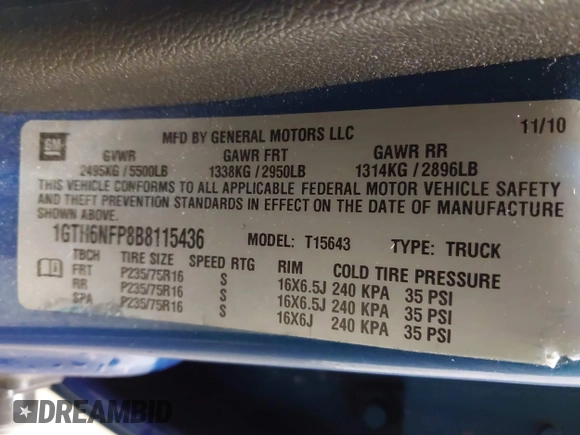 GM
MFD BY GENERAL MOTORS LLC 11/10
GVWR GAWR FRT GAWR RR
2495KG / 5500LB 1338KG / 2950LB 1314KG / 2896LB
THIS VEHICLE CONFORMS TO ALL APPLICABLE FEDERAL MOTOR VEHICLE SAFETY
AND THEFT PREVENTION STANDARDS IN EFFECT ON THE DATE OF MANUFACTURE
SHOWN ABOVE.
1GTH6NFP8B8115436 MODEL: T15643 TYPE: TRUCK
TBCH TIRE SIZE SPEED RTG RIM COLD TIRE PRESSURE
FRT P235/75R16 S 16X6.5J 240 KPA 35 PSI
RR P235/75R16 S 16X6.5J 240 KPA 35 PSI
SPA P235/75R16 S 16X6J 240 KPA 35 PSI
DREAMBID